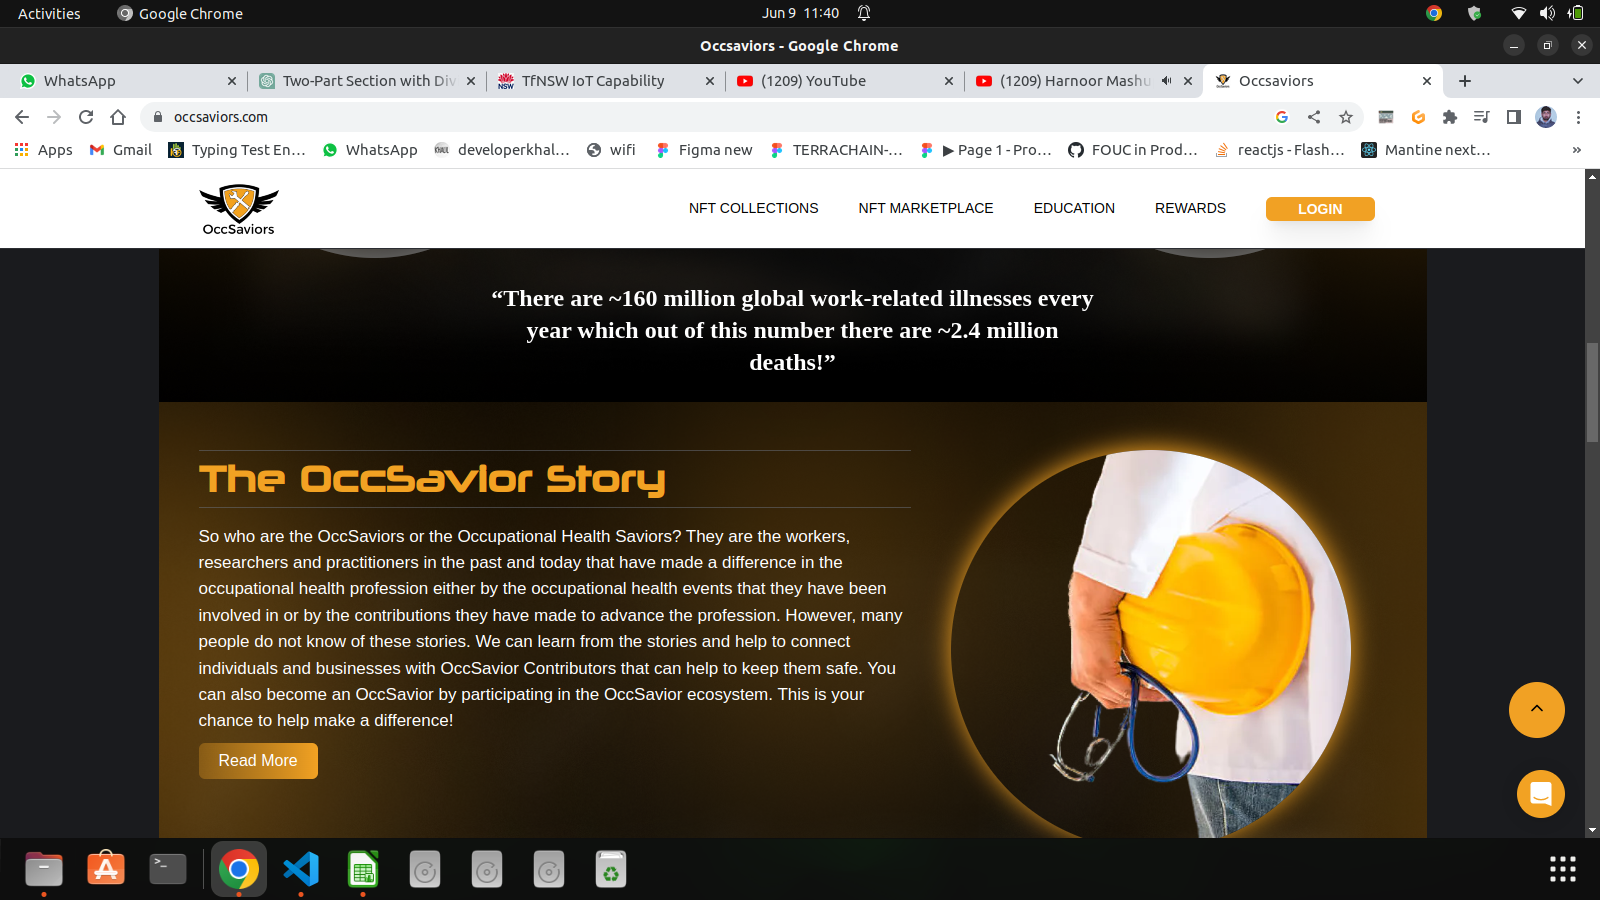 Activities
Google Chrome
Jun 9 11:40
Occsaviors - Google Chrome
WhatsApp
Two-Part Section with Div
TfNSW IoT Capability
(1209) YouTube
(1209) Harnoor Mashu
Occsaviors
occsaviors.com
Apps
Gmail
Typing Test En…
WhatsApp
developerkhal…
wifi
Figma new
TERRACHAIN-…
▶ Page 1 - Pro…
FOUC in Prod…
reactjs - Flash…
Mantine next…
»
OccSaviors
NFT COLLECTIONS
NFT MARKETPLACE
EDUCATION
REWARDS
LOGIN
“There are ~160 million global work-related illnesses every
year which out of this number there are ~2.4 million
deaths!”
The OccSavior Story
So who are the OccSaviors or the Occupational Health Saviors? They are the workers,
researchers and practitioners in the past and today that have made a difference in the
occupational health profession either by the occupational health events that they have been
involved in or by the contributions they have made to advance the profession. However, many
people do not know of these stories. We can learn from the stories and help to connect
individuals and businesses with OccSavior Contributors that can help to keep them safe. You
can also become an OccSavior by participating in the OccSavior ecosystem. This is your
chance to help make a difference!
Read More